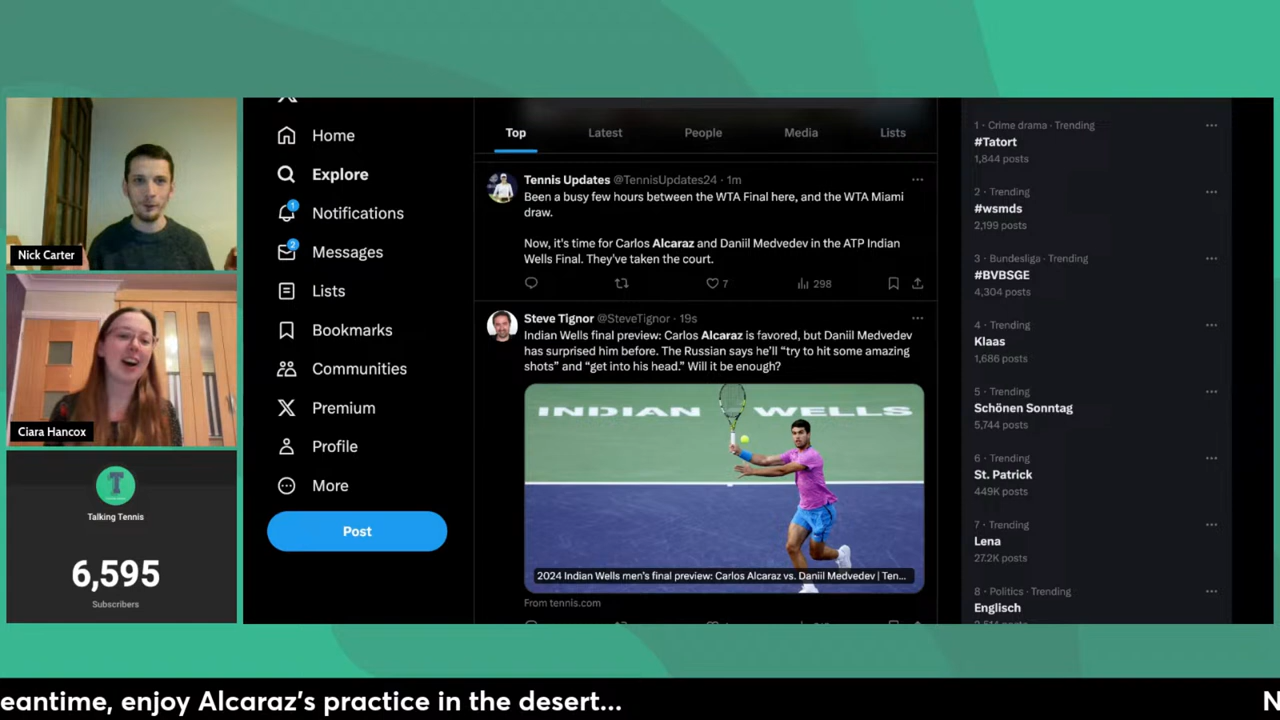 Nick Carter
Ciara Hancox
Talking Tennis
6,595
Subscribers
Home
Explore
1
Notifications
2
Messages
Lists
Bookmarks
Communities
Premium
Profile
More
Post
Top Latest People Media Lists
Tennis Updates @TennisUpdates24 · 1m
Been a busy few hours between the WTA Final here, and the WTA Miami
draw.
Now, it's time for Carlos Alcaraz and Daniil Medvedev in the ATP Indian
Wells Final. They've taken the court.
7 298
Steve Tignor @SteveTignor · 19s
Indian Wells final preview: Carlos Alcaraz is favored, but Daniil Medvedev
has surprised him before. The Russian says he'll “try to hit some amazing
shots” and “get into his head.” Will it be enough?
INDIAN WELLS
2024 Indian Wells men's final preview: Carlos Alcaraz vs. Daniil Medvedev | Ten...
From tennis.com
1 · Crime drama · Trending
#Tatort
1,844 posts
2 · Trending
#wsmds
2,199 posts
3 · Bundesliga · Trending
#BVBSGE
4,304 posts
4 · Trending
Klaas
1,686 posts
5 · Trending
Schönen Sonntag
5,744 posts
6 · Trending
St. Patrick
449K posts
7 · Trending
Lena
27.2K posts
8 · Politics · Trending
Englisch
eantime, enjoy Alcaraz's practice in the desert... N